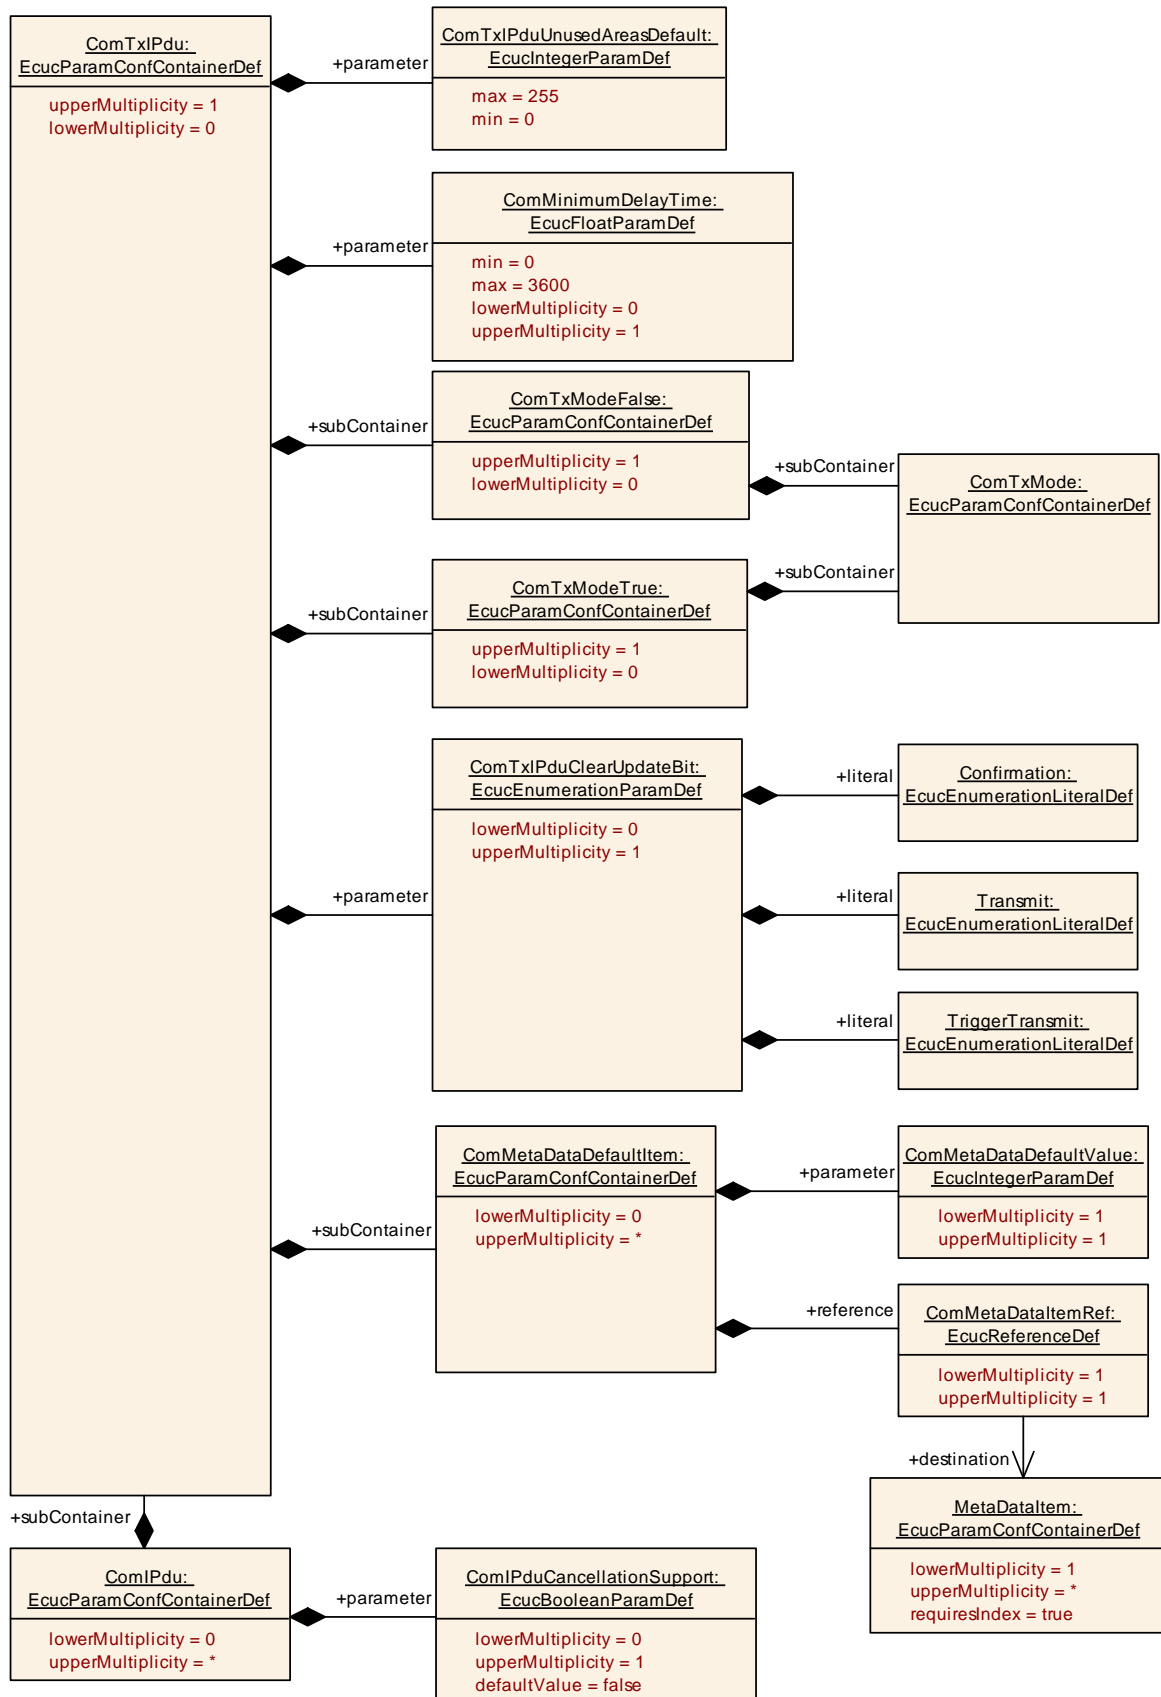 ComTxIPdu:
EcucParamConfContainerDef
upperMultiplicity = 1
lowerMultiplicity = 0
+parameter
ComTxIPduUnusedAreasDefault:
EcucIntegerParamDef
max = 255
min = 0
+parameter
ComMinimumDelayTime:
EcucFloatParamDef
min = 0
max = 3600
lowerMultiplicity = 0
upperMultiplicity = 1
+subContainer
ComTxModeFalse:
EcucParamConfContainerDef
upperMultiplicity = 1
lowerMultiplicity = 0
+subContainer
ComTxMode:
EcucParamConfContainerDef
+subContainer
+subContainer
ComTxModeTrue:
EcucParamConfContainerDef
upperMultiplicity = 1
lowerMultiplicity = 0
+parameter
ComTxIPduClearUpdateBit:
EcucEnumerationParamDef
lowerMultiplicity = 0
upperMultiplicity = 1
+literal
Confirmation:
EcucEnumerationLiteralDef
+literal
Transmit:
EcucEnumerationLiteralDef
+literal
TriggerTransmit:
EcucEnumerationLiteralDef
+subContainer
ComMetaDataDefaultItem:
EcucParamConfContainerDef
lowerMultiplicity = 0
upperMultiplicity = *
+parameter
ComMetaDataDefaultValue:
EcucIntegerParamDef
lowerMultiplicity = 1
upperMultiplicity = 1
+reference
ComMetaDataItemRef:
EcucReferenceDef
lowerMultiplicity = 1
upperMultiplicity = 1
+destination
MetaDataItem:
EcucParamConfContainerDef
lowerMultiplicity = 1
upperMultiplicity = *
requiresIndex = true
+subContainer
ComIPdu:
EcucParamConfContainerDef
lowerMultiplicity = 0
upperMultiplicity = *
+parameter
ComIPduCancellationSupport:
EcucBooleanParamDef
lowerMultiplicity = 0
upperMultiplicity = 1
defaultValue = false